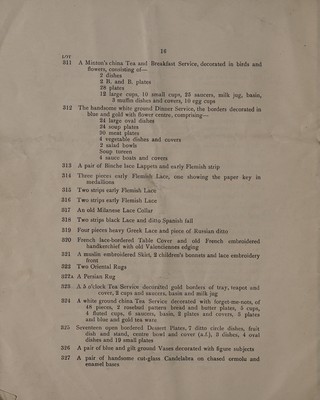 16
LOT
311 A Minton's china Tea and Breakfast Service, decorated in birds and
flowers, consisting of—
2 dishes
2 B. and B. plates
28 plates
12 large cups, 10 small cups, 23 saucers, milk jug, basin,
3 muffin dishes and covers, 10 egg cups
312 The handsome white ground Dinner Service, the borders decorated in
blue and gold with flower centre, comprising—
24 large oval dishes
24 soup plates
50 meat plates
4 vegetable dishes and covers
2 salad bowls
Soup tureen
4 sauce boats and covers
313 A pair of Binche lace Lappets and early Flemish strip
314 Three pieces early Flemish Lace, one showing the paper key in
medallions
315 Two strips early Flemish Lace
316 Two strips early Flemish Lace
317 An old Milanese Lace Collar
318 Two strips black Lace and ditto Spanish fall
319 Four pieces heavy Greek Lace and piece of Russian ditto
320 French lace-bordered Table Cover and old French embroidered
handkerchief with old Valenciennes edging
321 A muslin embroidered Skirt, 2 children's bonnets and lace embroidery
front
322 Two Oriental Rugs
322a A Persian Rug
323 A 5 o'clock Tea Service decorated gold borders of tray, teapot and
cover, 2 cups and saucers, basin and milk jug
324 A white ground china Tea Service decorated with forget-me-nots, of
48 pieces, 2 rosebud pattern bread and butter plates, 3 cups,
4 fluted cups, 6 saucers, basin, 2 plates and covers, 5 plates
and blue and gold tea ware
325 Seventeen open bordered Dessert Plates, 7 ditto circle dishes, fruit
dish and stand, centre bowl and cover (A.F.), 3 dishes, 4 oval
dishes and 19 small plates
326 A pair of blue and gilt ground Vases decorated with figure subjects
327 A pair of handsome cut-glass Candelabra on chased ormolu and
enamel bases